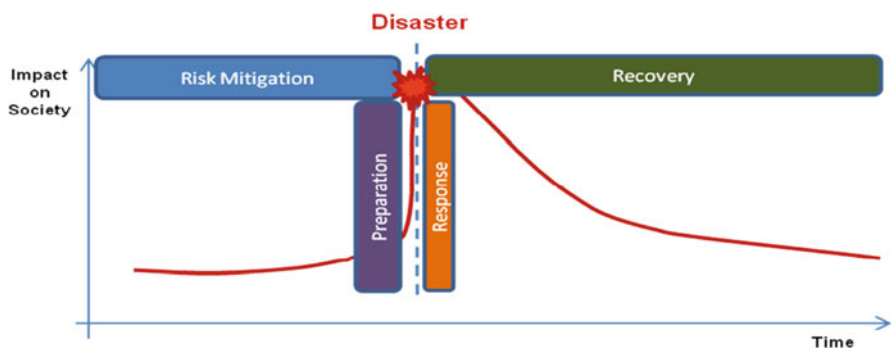 Disaster
Impact
on
Society
Risk Mitigation
Recovery
Preparation
Response
Time